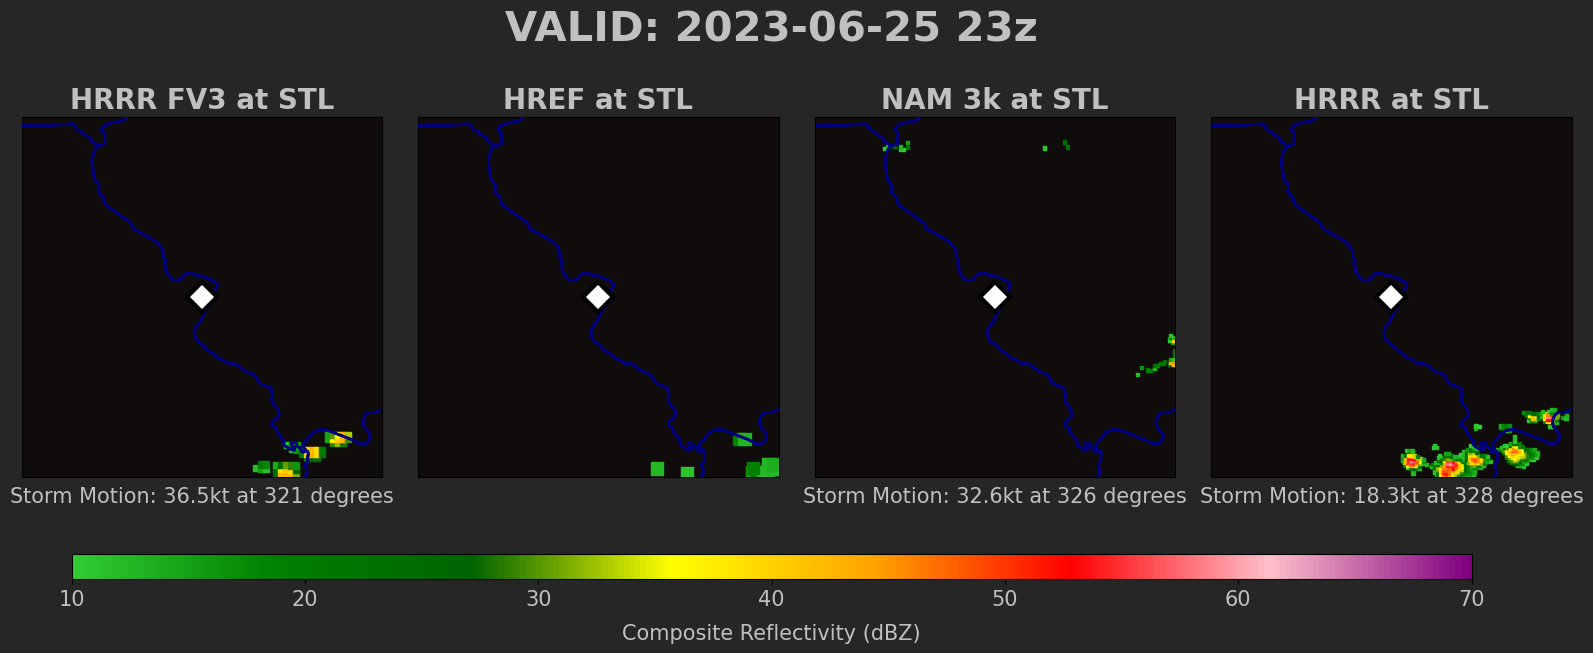 VALID: 2023-06-25 23z
HRRR FV3 at STL
HREF at STL
NAM 3k at STL
HRRR at STL
Storm Motion: 36.5kt at 321 degrees
Storm Motion: 32.6kt at 326 degrees
Storm Motion: 18.3kt at 328 degrees
10 20 30 40 50 60 70
Composite Reflectivity (dBZ)